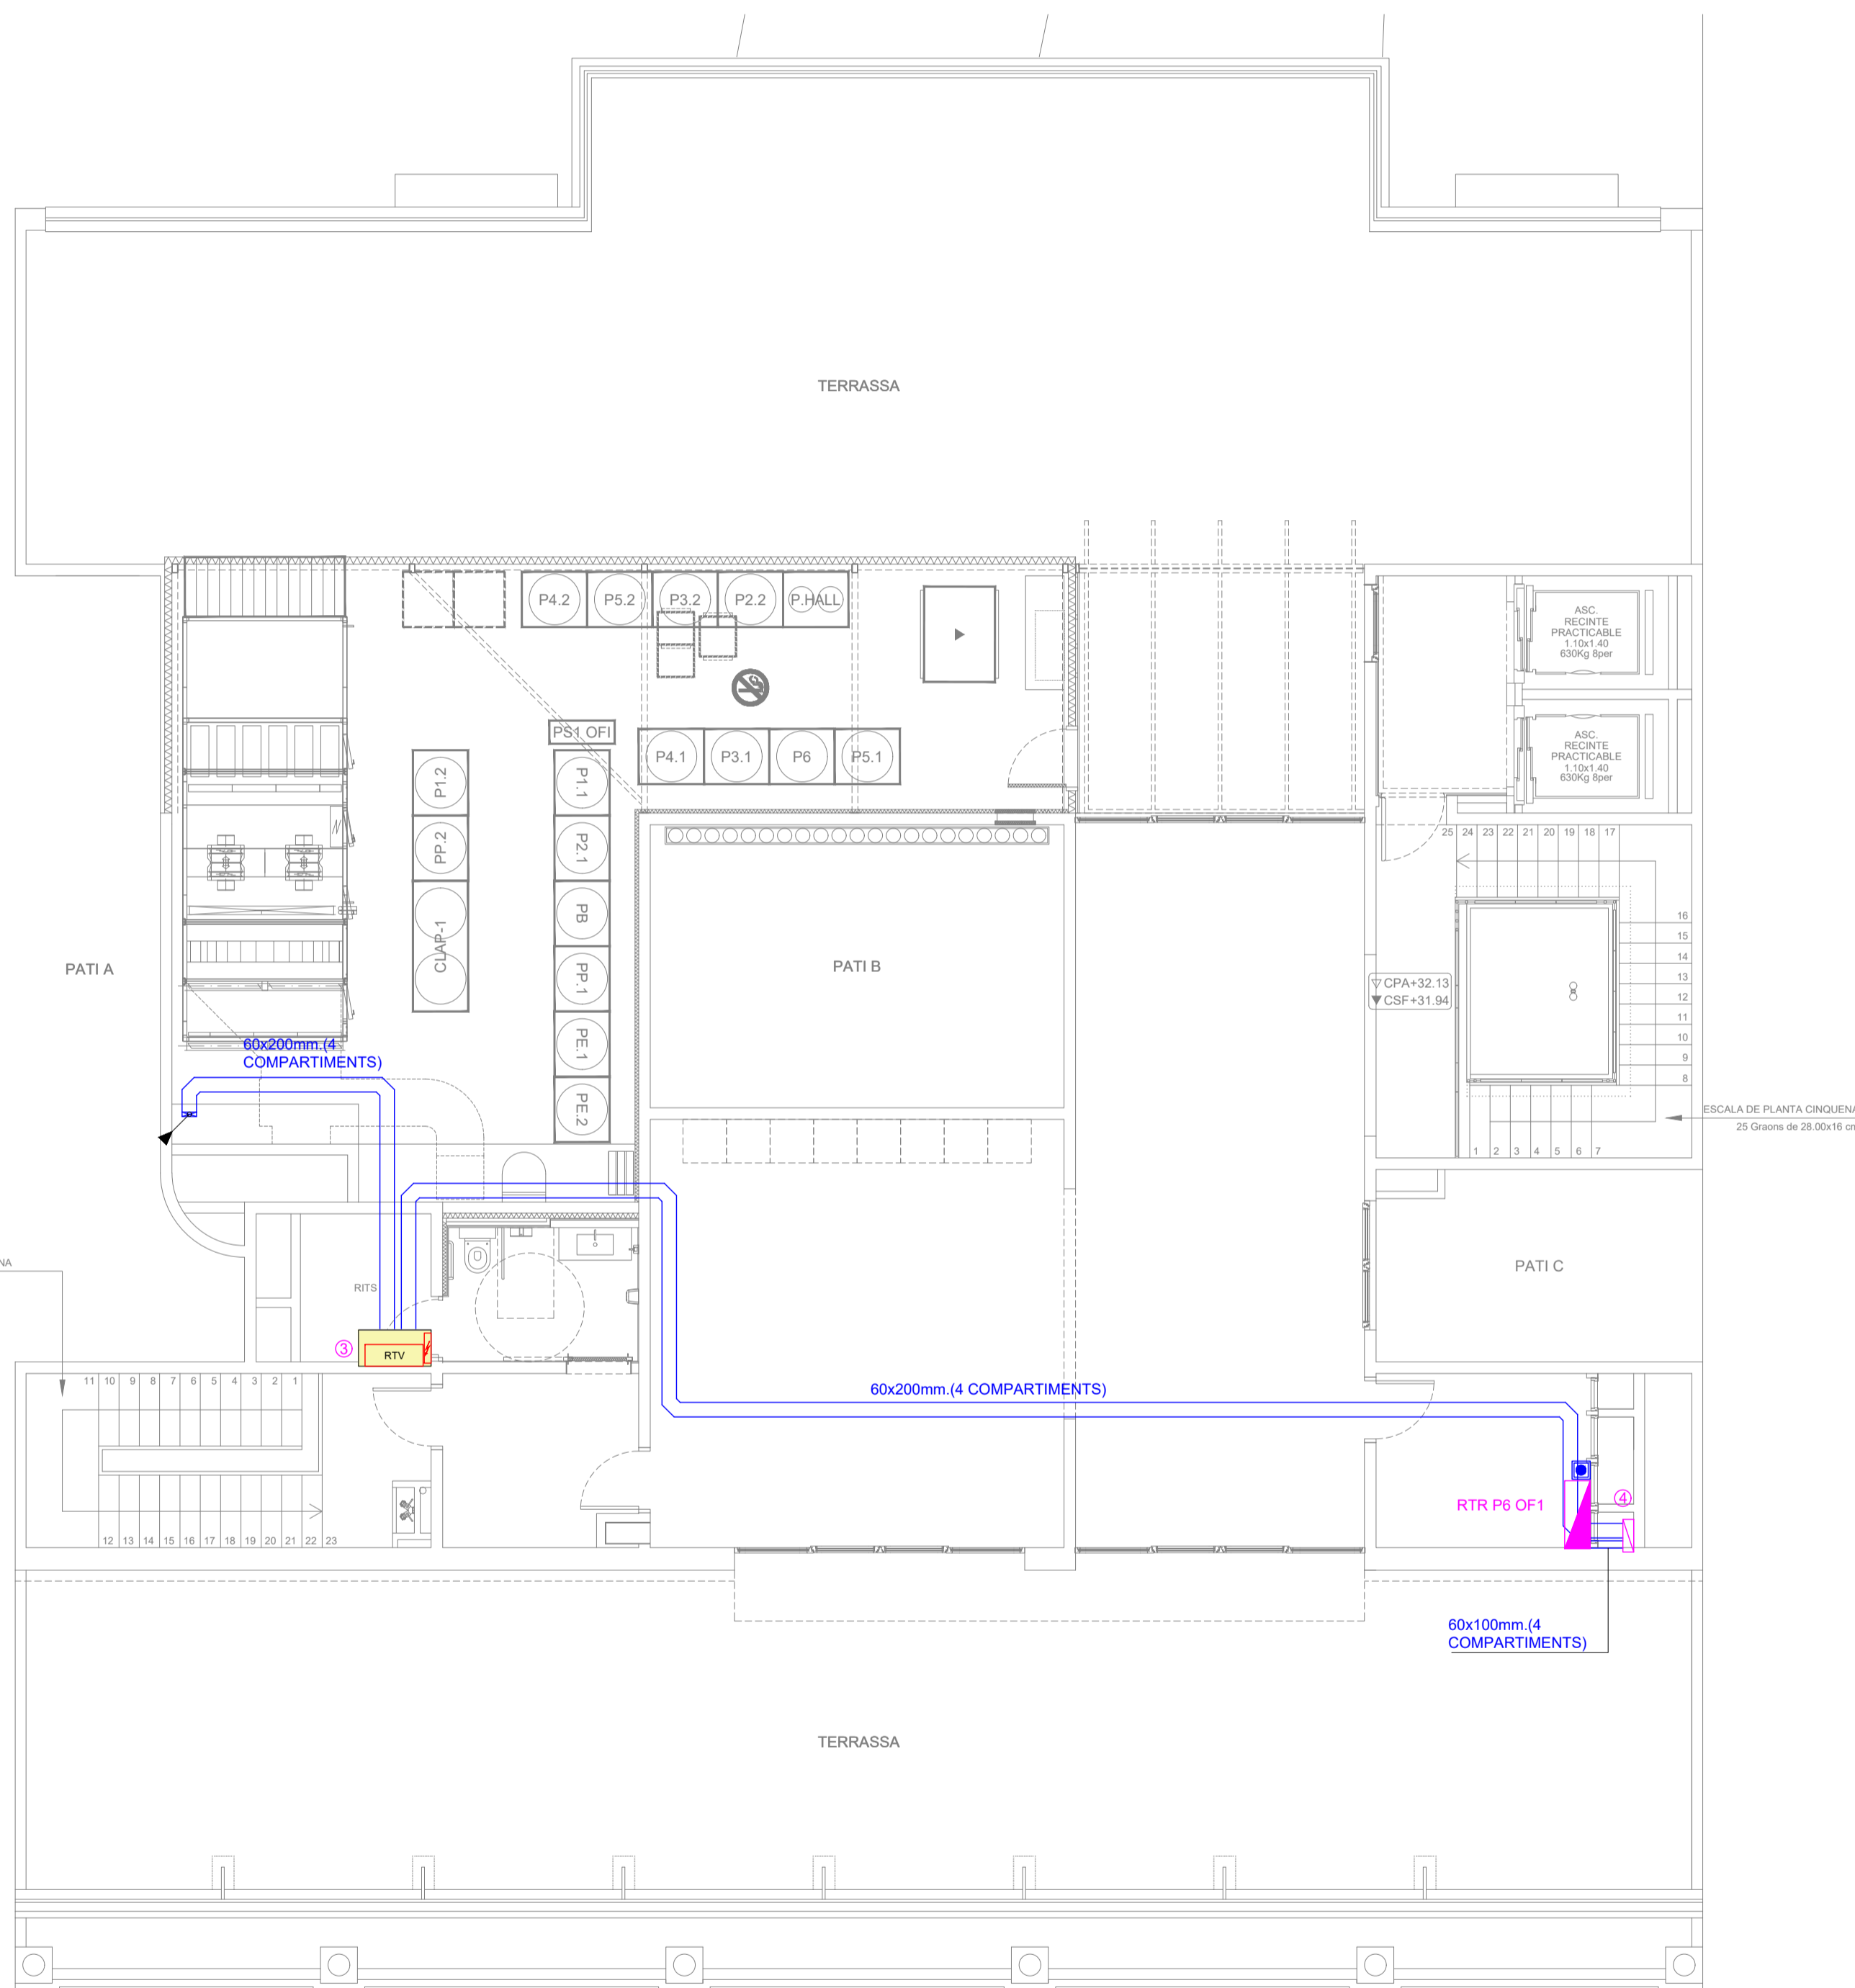 TERRASSA
P4.2
P5.2
P3.2
P2.2
P.HALL
ASC.
RECINTE
PRACTICABLE
1.10x1.40
630Kg 8per
PS1 OFI
P4.1
P3.1
P6
P5.1
ASC.
RECINTE
PRACTICABLE
1.10x1.40
630Kg 8per
P1.2
PP.2
CLAP-1
P1.1
P2.1
PB
PP.1
PE.1
PE.2
25 24 23 22 21 20 19 18 17
16
15
14
13
12
11
10
9
8
1 2 3 4 5 6 7
PATI A
PATI B
CPA+32.13
CSF+31.94
60x200mm.(4
COMPARTIMENTS)
ESCALA DE PLANTA CINQUENA
25 Graons de 28.00x16 cm
NA
RITS
PATI C
3
RTV
11 10 9 8 7 6 5 4 3 2 1
60x200mm.(4 COMPARTIMENTS)
RTR P6 OF1
4
12 13 14 15 16 17 18 19 20 21 22 23
60x100mm.(4
COMPARTIMENTS)
TERRASSA